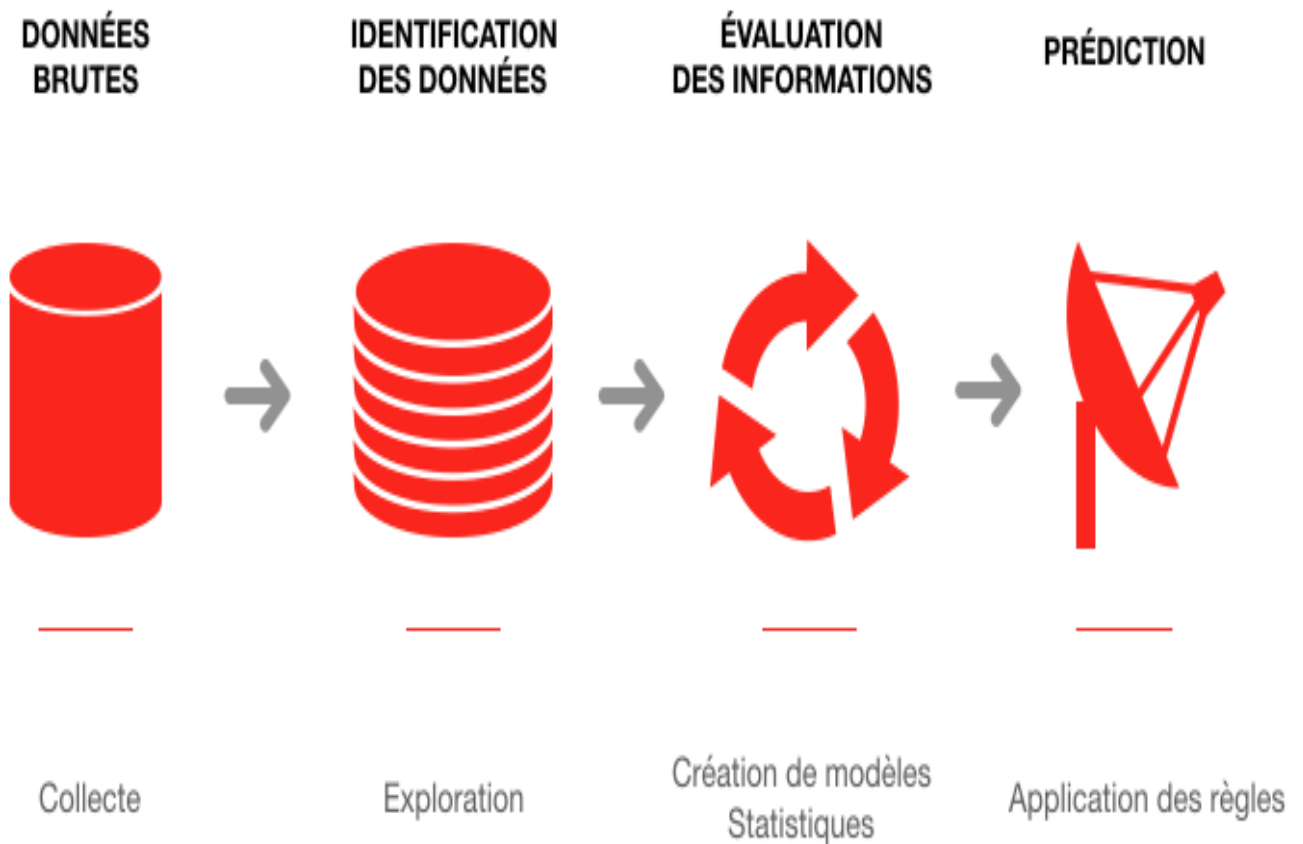 DONNÉES
BRUTES
IDENTIFICATION
DES DONNÉES
ÉVALUATION
DES INFORMATIONS
PRÉDICTION
Collecte
Exploration
Création de modèles
Statistiques
Application des règles